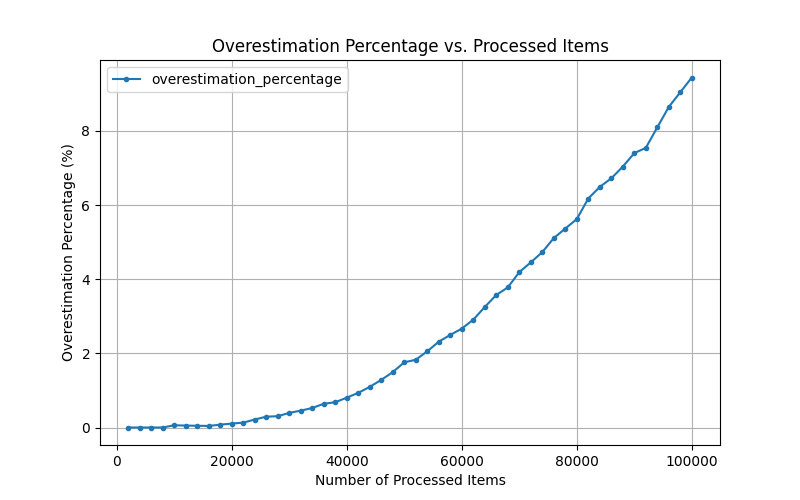 Overestimation Percentage vs. Processed Items
overestimation_percentage
Overestimation Percentage (%)
8
6
4
2
0
0 20000 40000 60000 80000 100000
Number of Processed Items